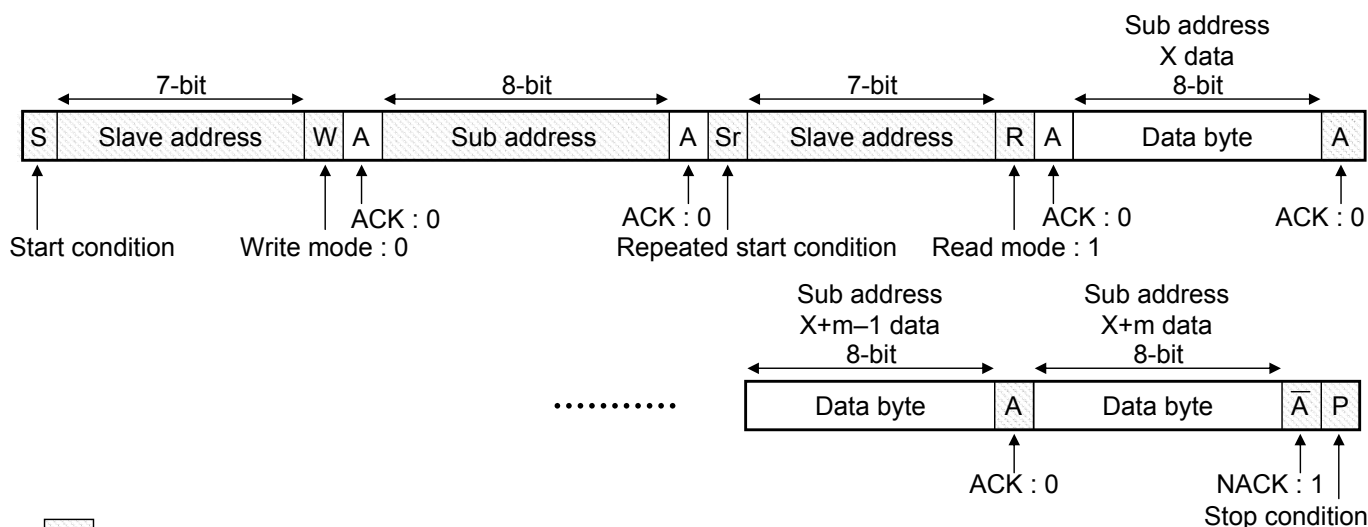 Sub address
X data
7-bit 8-bit 7-bit 8-bit
S Slave address W A Sub address A Sr Slave address R A Data byte A
ACK : 0 ACK : 0 ACK : 0 ACK : 0
Start condition Write mode : 0 Repeated start condition Read mode : 1
Sub address Sub address
X+m–1 data X+m data
8-bit 8-bit
Data byte A Data byte A̅ P
ACK : 0 NACK : 1
Stop condition